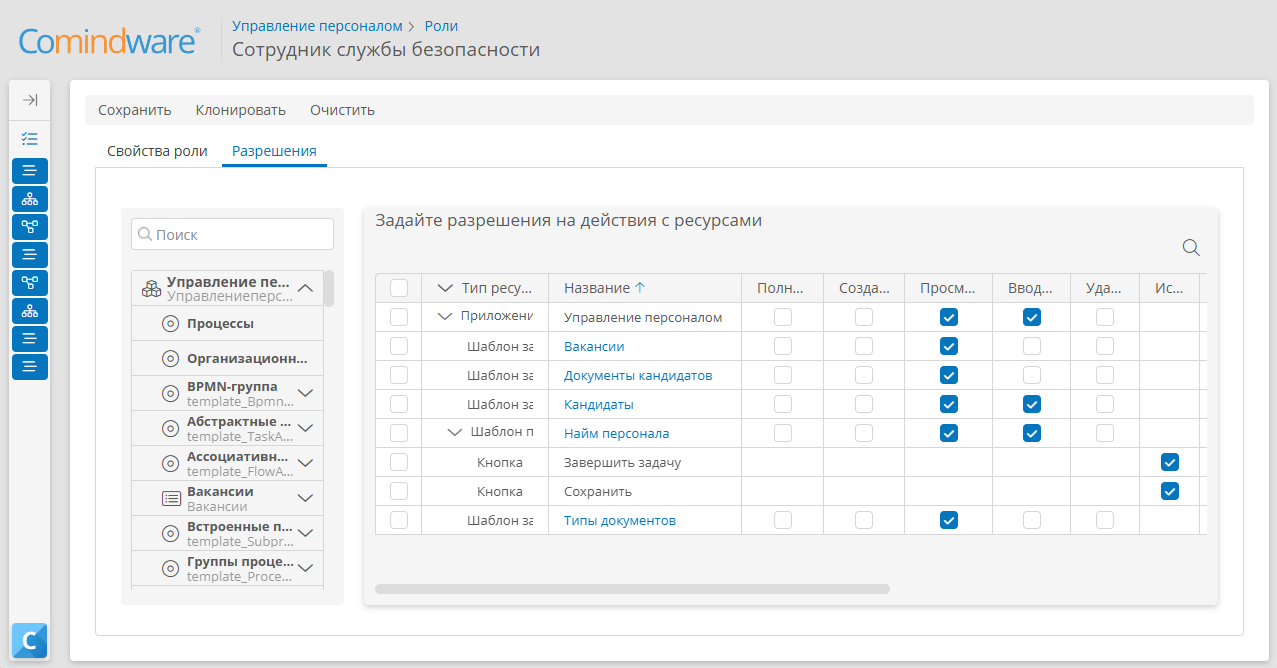 Comindware®
Управление персоналом > Роли
Сотрудник службы безопасности
Сохранить Клонировать Очистить
Свойства роли Разрешения
Поиск
Управление пе...
Управлениеперс...
Процессы
Организационн...
BPMN-группа
template_Bpmn...
Абстрактные ...
template_TaskA...
Ассоциативн...
template_FlowA...
Вакансии
Вакансии
Встроенные п...
template_Subpr...
Группы проце...
template_Proce...
Задайте разрешения на действия с ресурсами
Тип ресу... Название ↑ Полн... Созда... Просм... Ввод... Уда... Ис...
Приложени Управление персоналом
Шаблон за Вакансии
Шаблон за Документы кандидатов
Шаблон за Кандидаты
Шаблон п Найм персонала
Кнопка Завершить задачу
Кнопка Сохранить
Шаблон за Типы документов
C